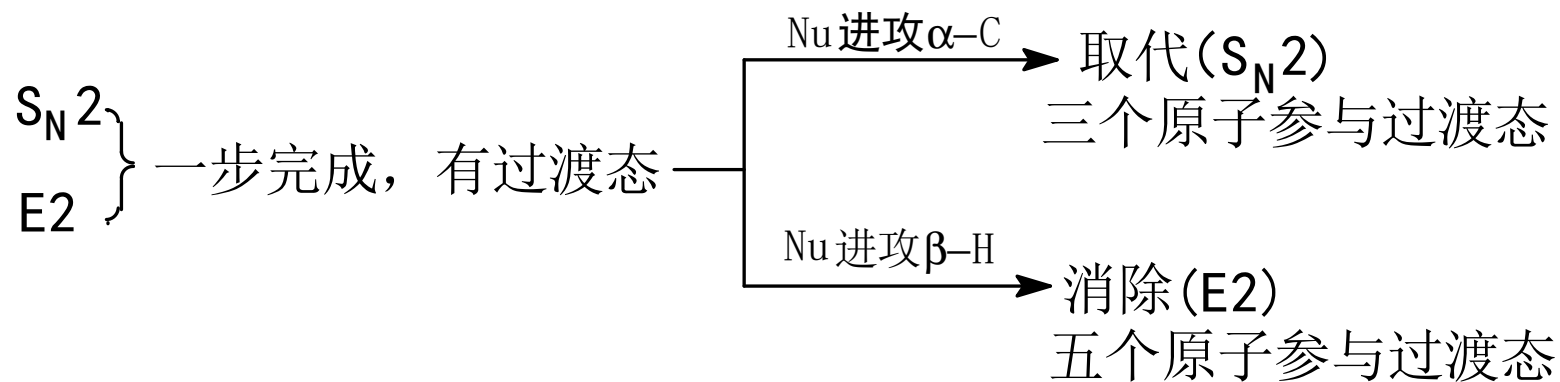 Nu进攻α–C
取代(SN2)
三个原子参与过渡态
SN2
一步完成，有过渡态
E2
Nu进攻β–H
消除(E2)
五个原子参与过渡态